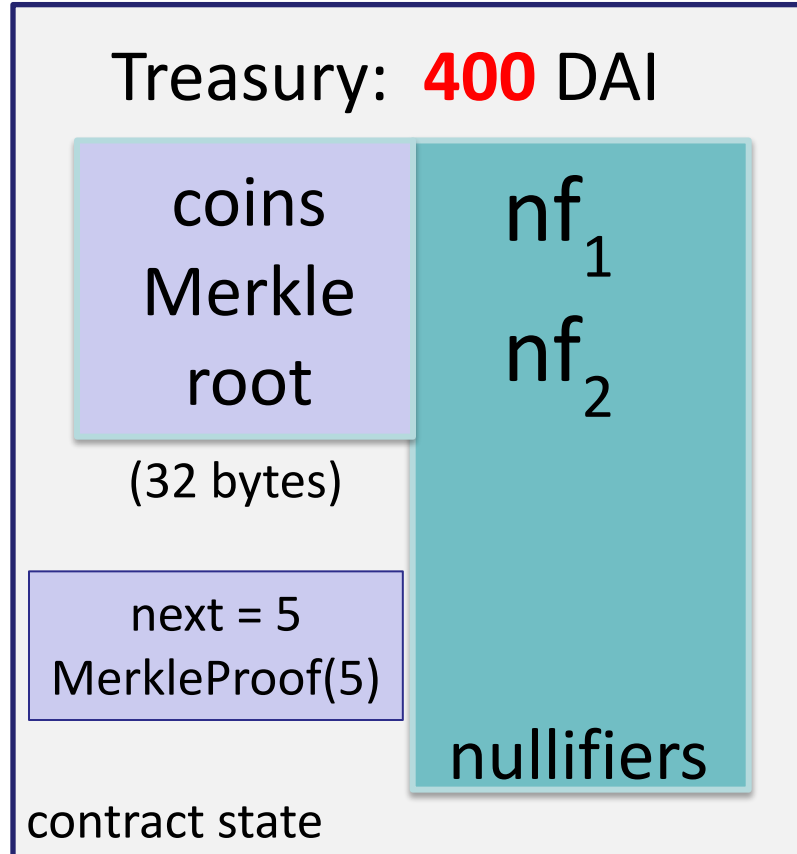 Treasury: 400 DAI
coins
Merkle
root
(32 bytes)
nf₁
nf₂
nullifiers
next = 5
MerkleProof(5)
contract state